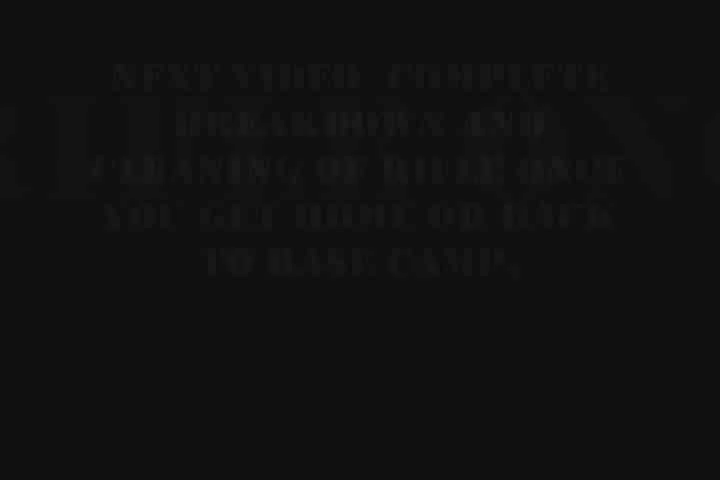 NEXT VIDEO COMPLETE
BREAKDOWN AND
CLEANING OF RIFLE ONCE
YOU GET HOME OR BACK
TO BASE CAMP.